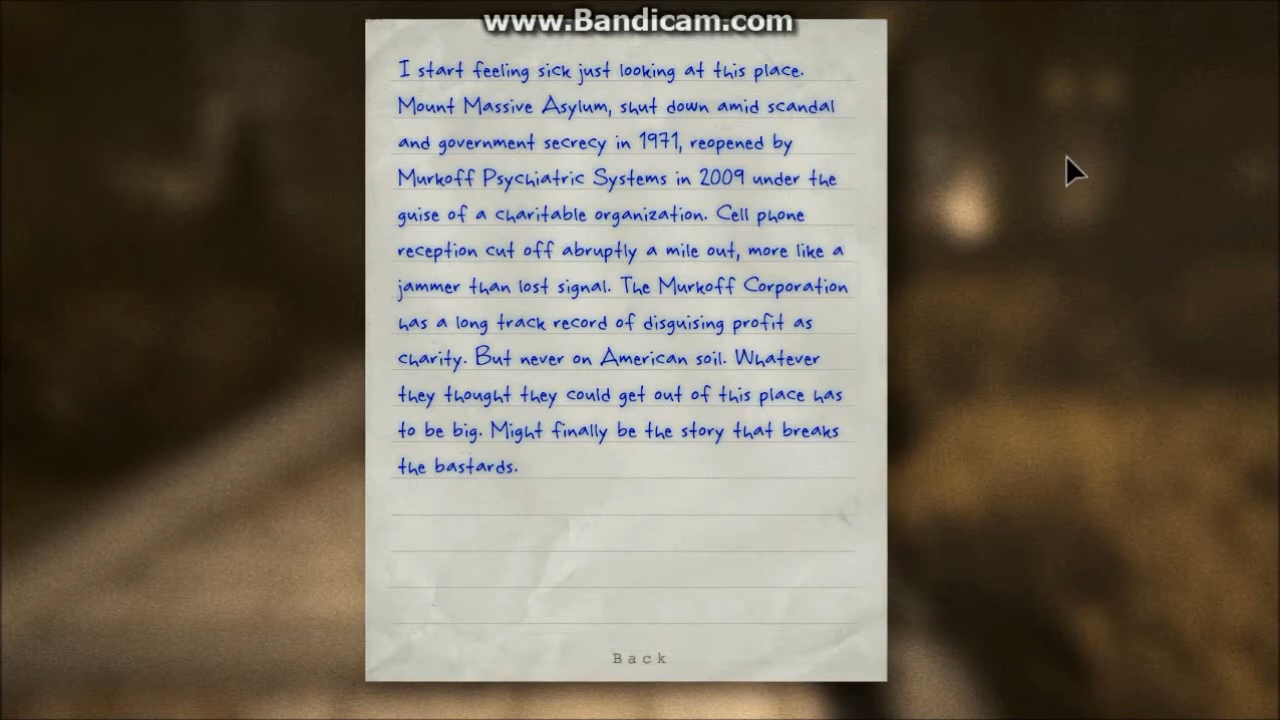 www.Bandicam.com
I start feeling sick just looking at this place.
Mount Massive Asylum, shut down amid scandal
and government secrecy in 1971, reopened by
Murkoff Psychiatric Systems in 2009 under the
guise of a charitable organization. Cell phone
reception cut off abruptly a mile out, more like a
jammer than lost signal. The Murkoff Corporation
has a long track record of disguising profit as
charity. But never on American soil. Whatever
they thought they could get out of this place has
to be big. Might finally be the story that breaks
the bastards.
Back